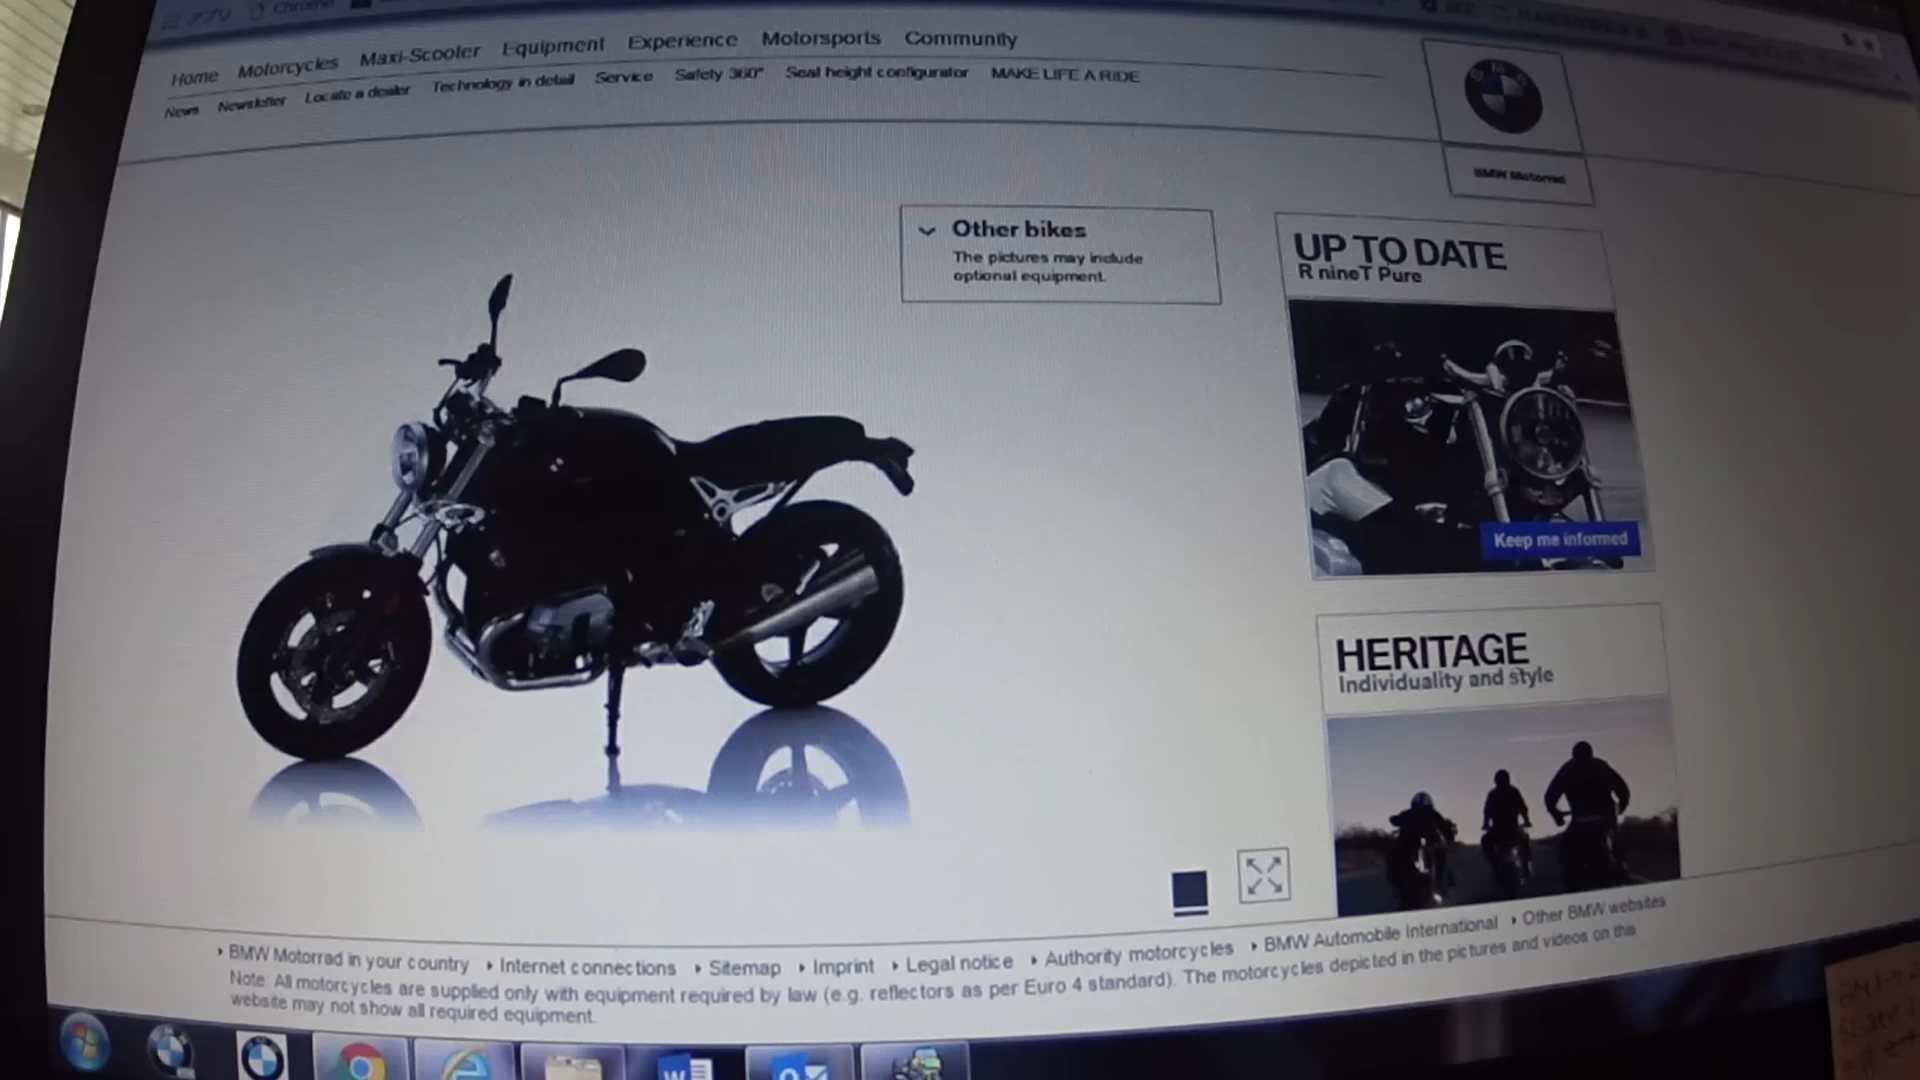 アプリ Chrome
Home Motorcycles Maxi-Scooter Equipment Experience Motorsports Community
News Newsletter Locate a dealer Technology in detail Service Safety 360° Seat height configurator MAKE LIFE A RIDE
BMW
BMW Motorrad
Other bikes
The pictures may include
optional equipment.
UP TO DATE
R nineT Pure
Keep me informed
HERITAGE
Individuality and style
BMW Motorrad in your country Internet connections Sitemap Imprint Legal notice Authority motorcycles BMW Automobile International Other BMW websites
Note: All motorcycles are supplied only with equipment required by law (e.g. reflectors as per Euro 4 standard). The motorcycles depicted in the pictures and videos on this
website may not show all required equipment.